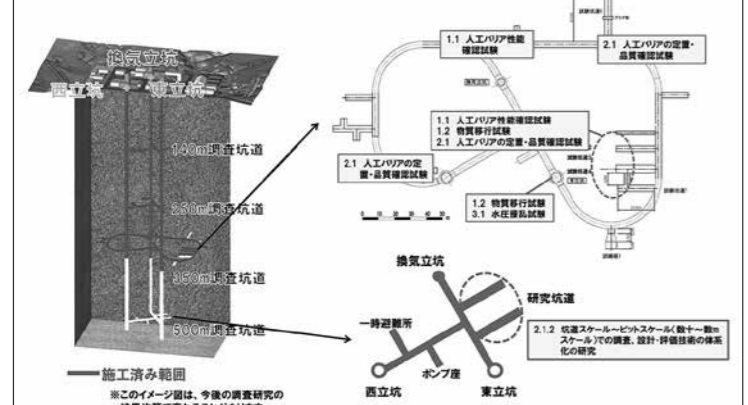 換気立坑
西立坑
東立坑
140m調査坑道
250m調査坑道
350m調査坑道
500m調査坑道
施工済み範囲
※このイメージ図は、今後の調査研究の
1.1 人工バリア性能
確認試験
2.1 人工バリアの定置・
品質確認試験
1.1 人工バリア性能確認試験
1.2 物質移行試験
2.1 人工バリアの定置・品質確認試験
2.1 人工バリアの定
置・品質確認試験
1.2 物質移行試験
3.1 水圧擾乱試験
0 10 20 30 40 50 m
換気立坑
研究坑道
一時避難所
ポンプ座
西立坑
東立坑
2.1.2 坑道スケール～ピットスケール(数十～数m
スケール)での調査、設計・評価技術の体系
化の研究